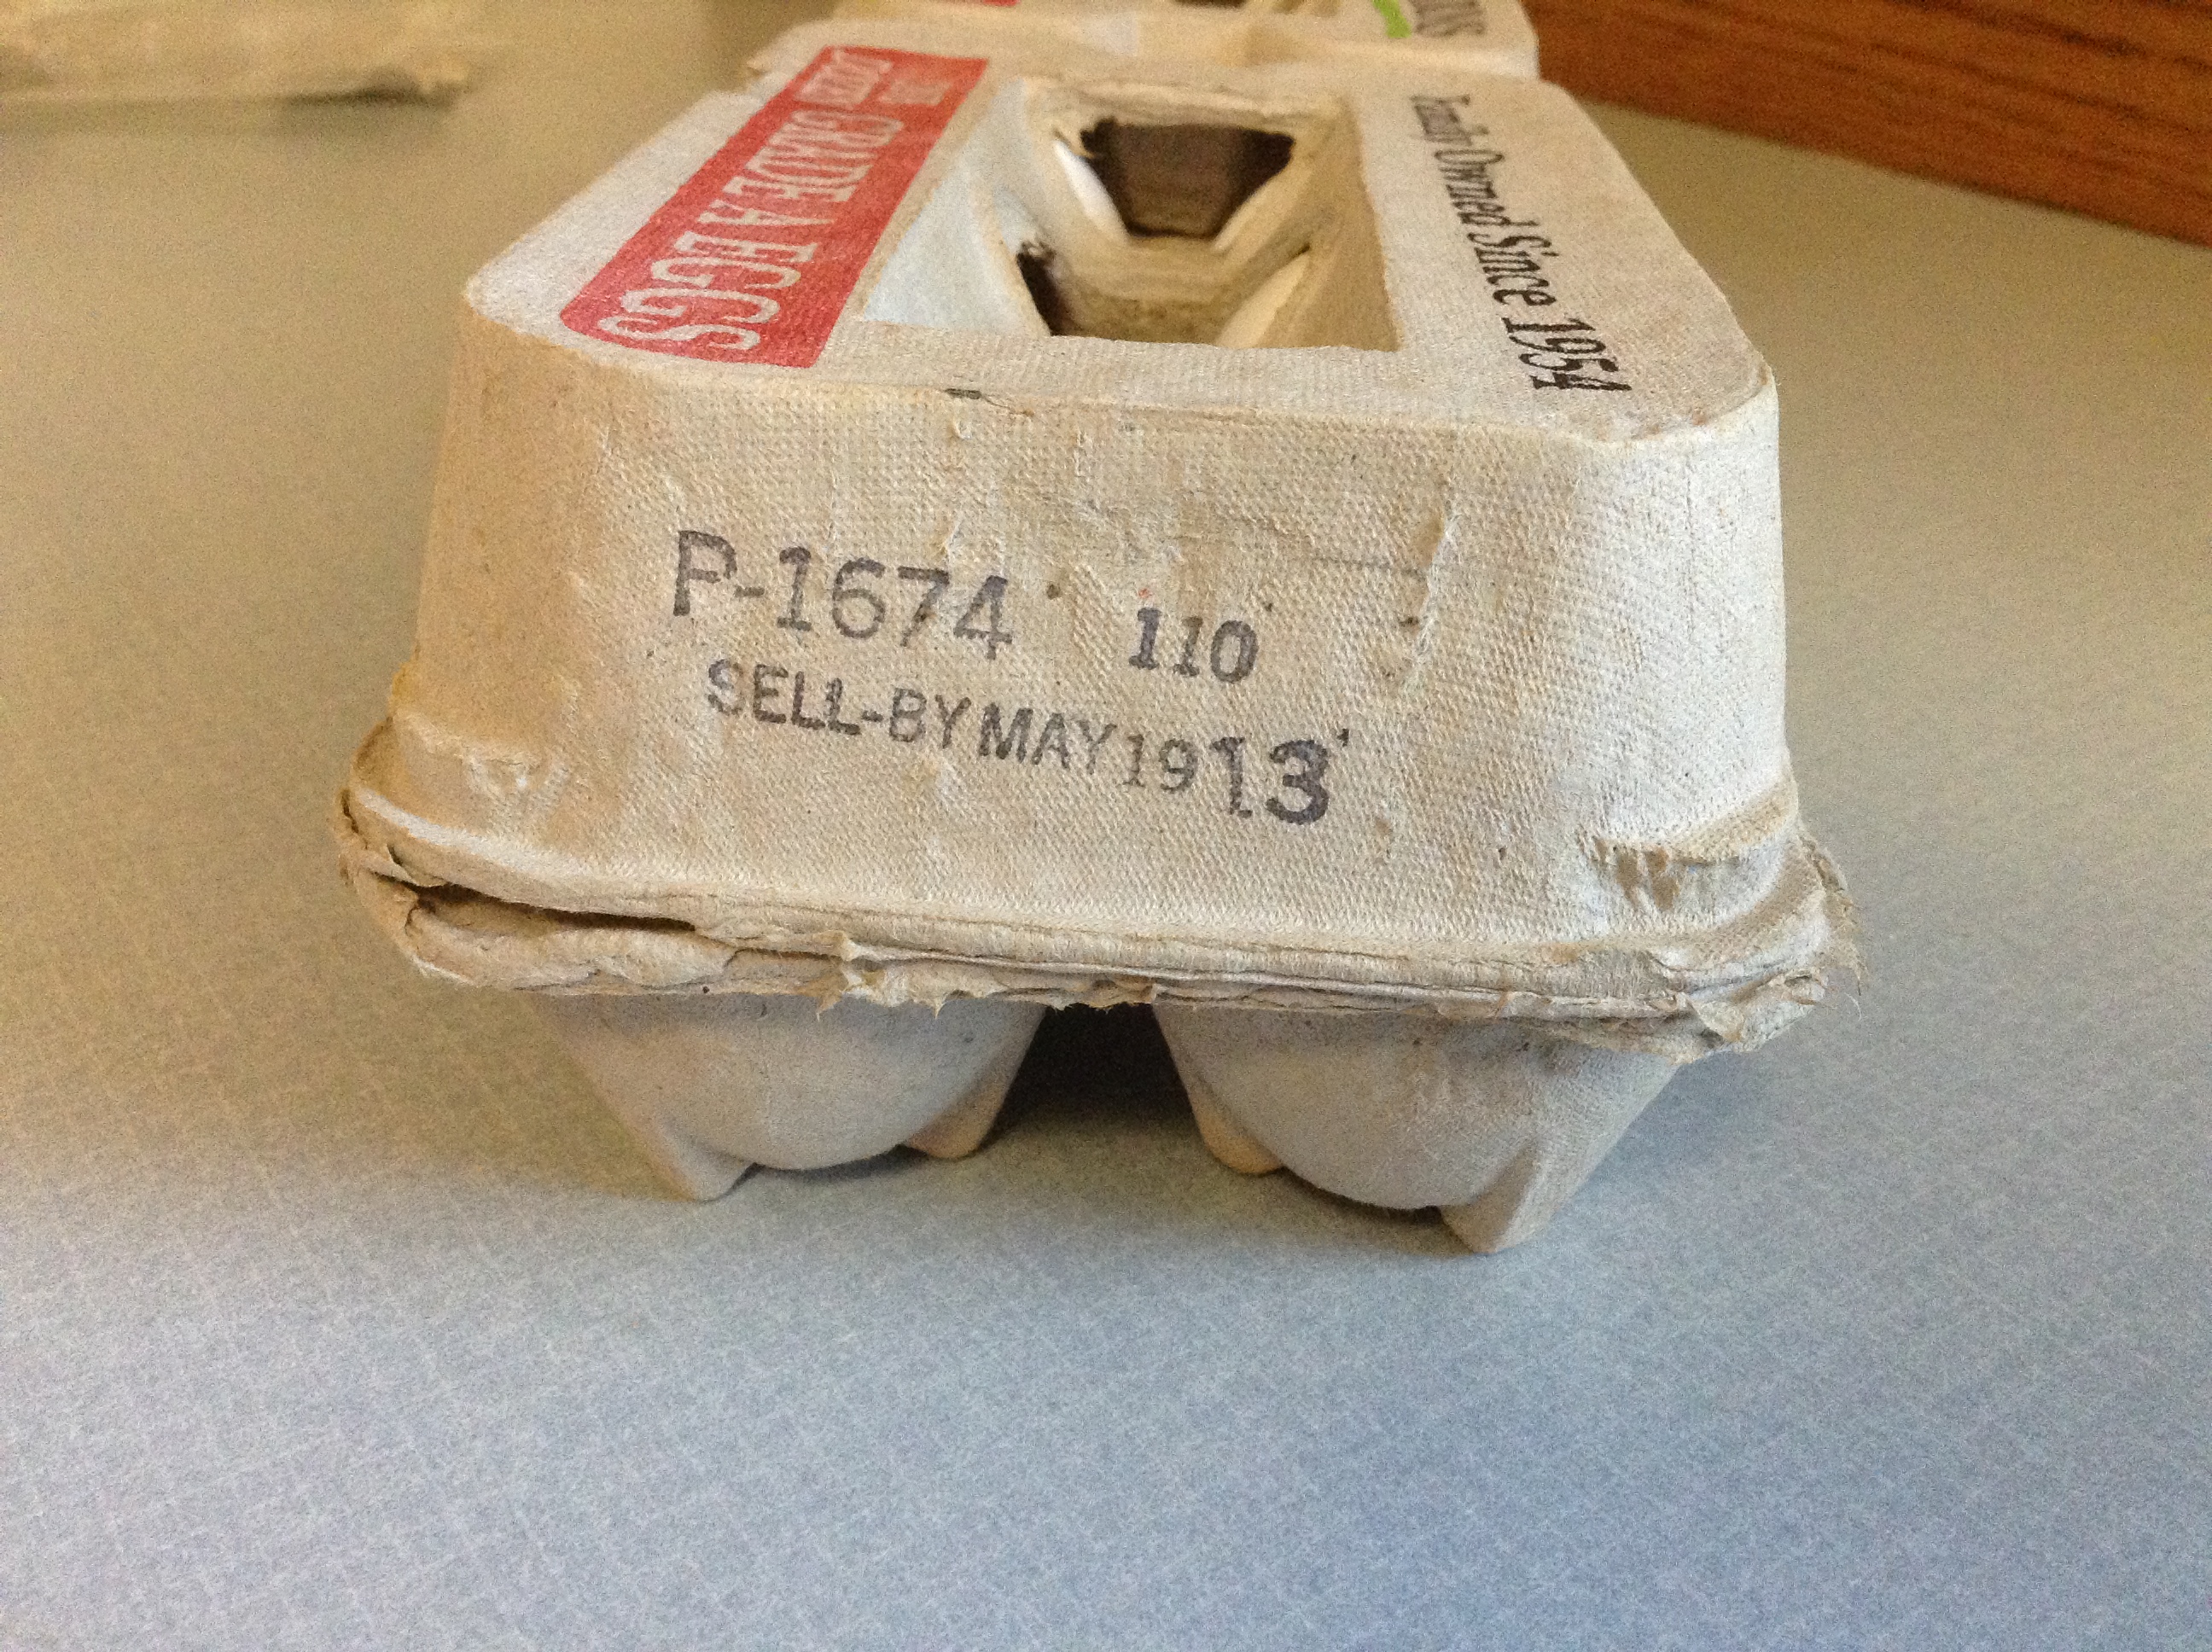 GRADE A EGGS
Family Owned Since 1954
P-1674 110
SELL-BY MAY 19 13